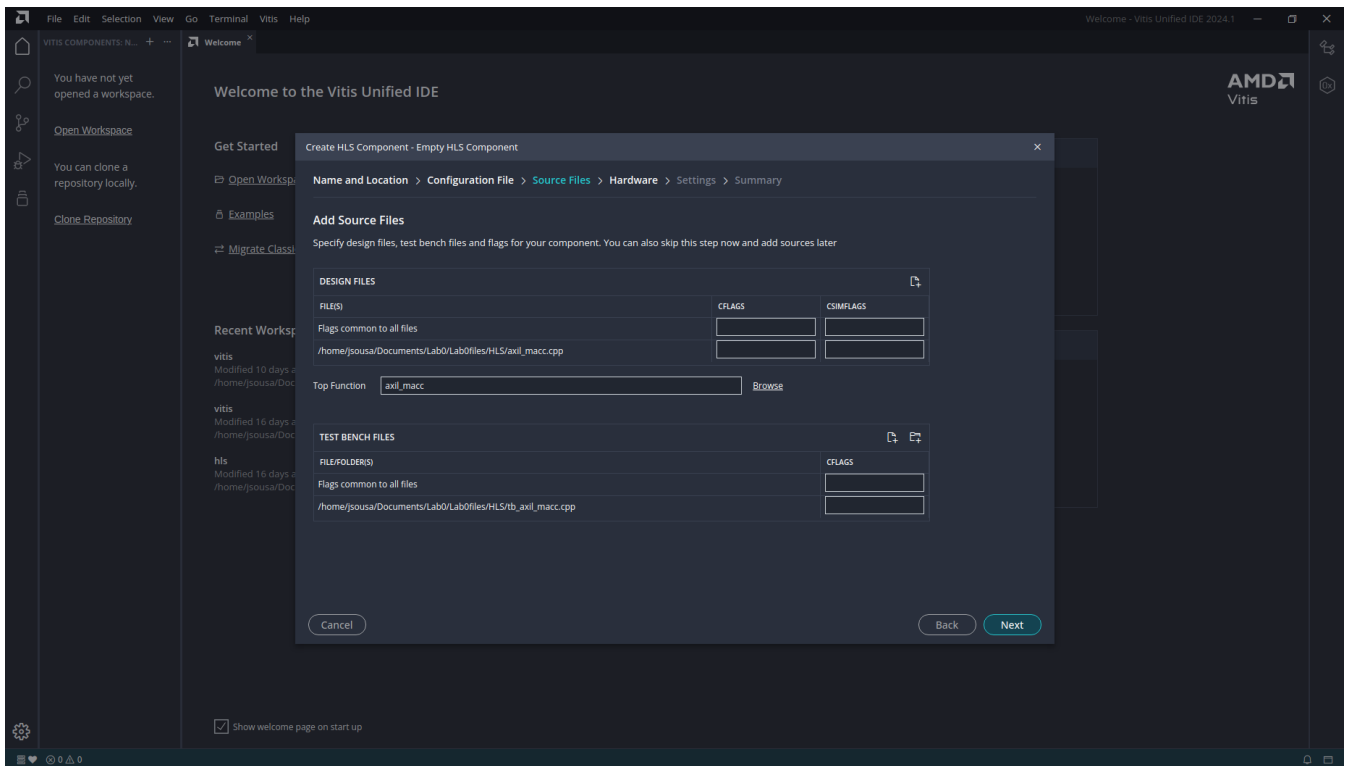 File Edit Selection View Go Terminal Vitis Help
Welcome - Vitis Unified IDE 2024.1
VITIS COMPONENTS: N...
Welcome
You have not yet
opened a workspace.
Open Workspace
You can clone a
repository locally.
Clone Repository
Welcome to the Vitis Unified IDE
AMD
Vitis
Get Started
Open Workspa
Examples
Migrate Classi
Recent Worksp
vitis
Modified 10 days a
/home/jsousa/Doc
vitis
Modified 16 days a
/home/jsousa/Doc
hls
Modified 16 days a
/home/jsousa/Doc
Create HLS Component - Empty HLS Component
Name and Location > Configuration File > Source Files > Hardware > Settings > Summary
Add Source Files
Specify design files, test bench files and flags for your component. You can also skip this step now and add sources later
DESIGN FILES
FILE(S) CFLAGS CSIMFLAGS
Flags common to all files
/home/jsousa/Documents/Lab0/Lab0files/HLS/axil_macc.cpp
Top Function axil_macc Browse
TEST BENCH FILES
FILE/FOLDER(S) CFLAGS
Flags common to all files
/home/jsousa/Documents/Lab0/Lab0files/HLS/tb_axil_macc.cpp
Cancel Back Next
Show welcome page on start up
0 0